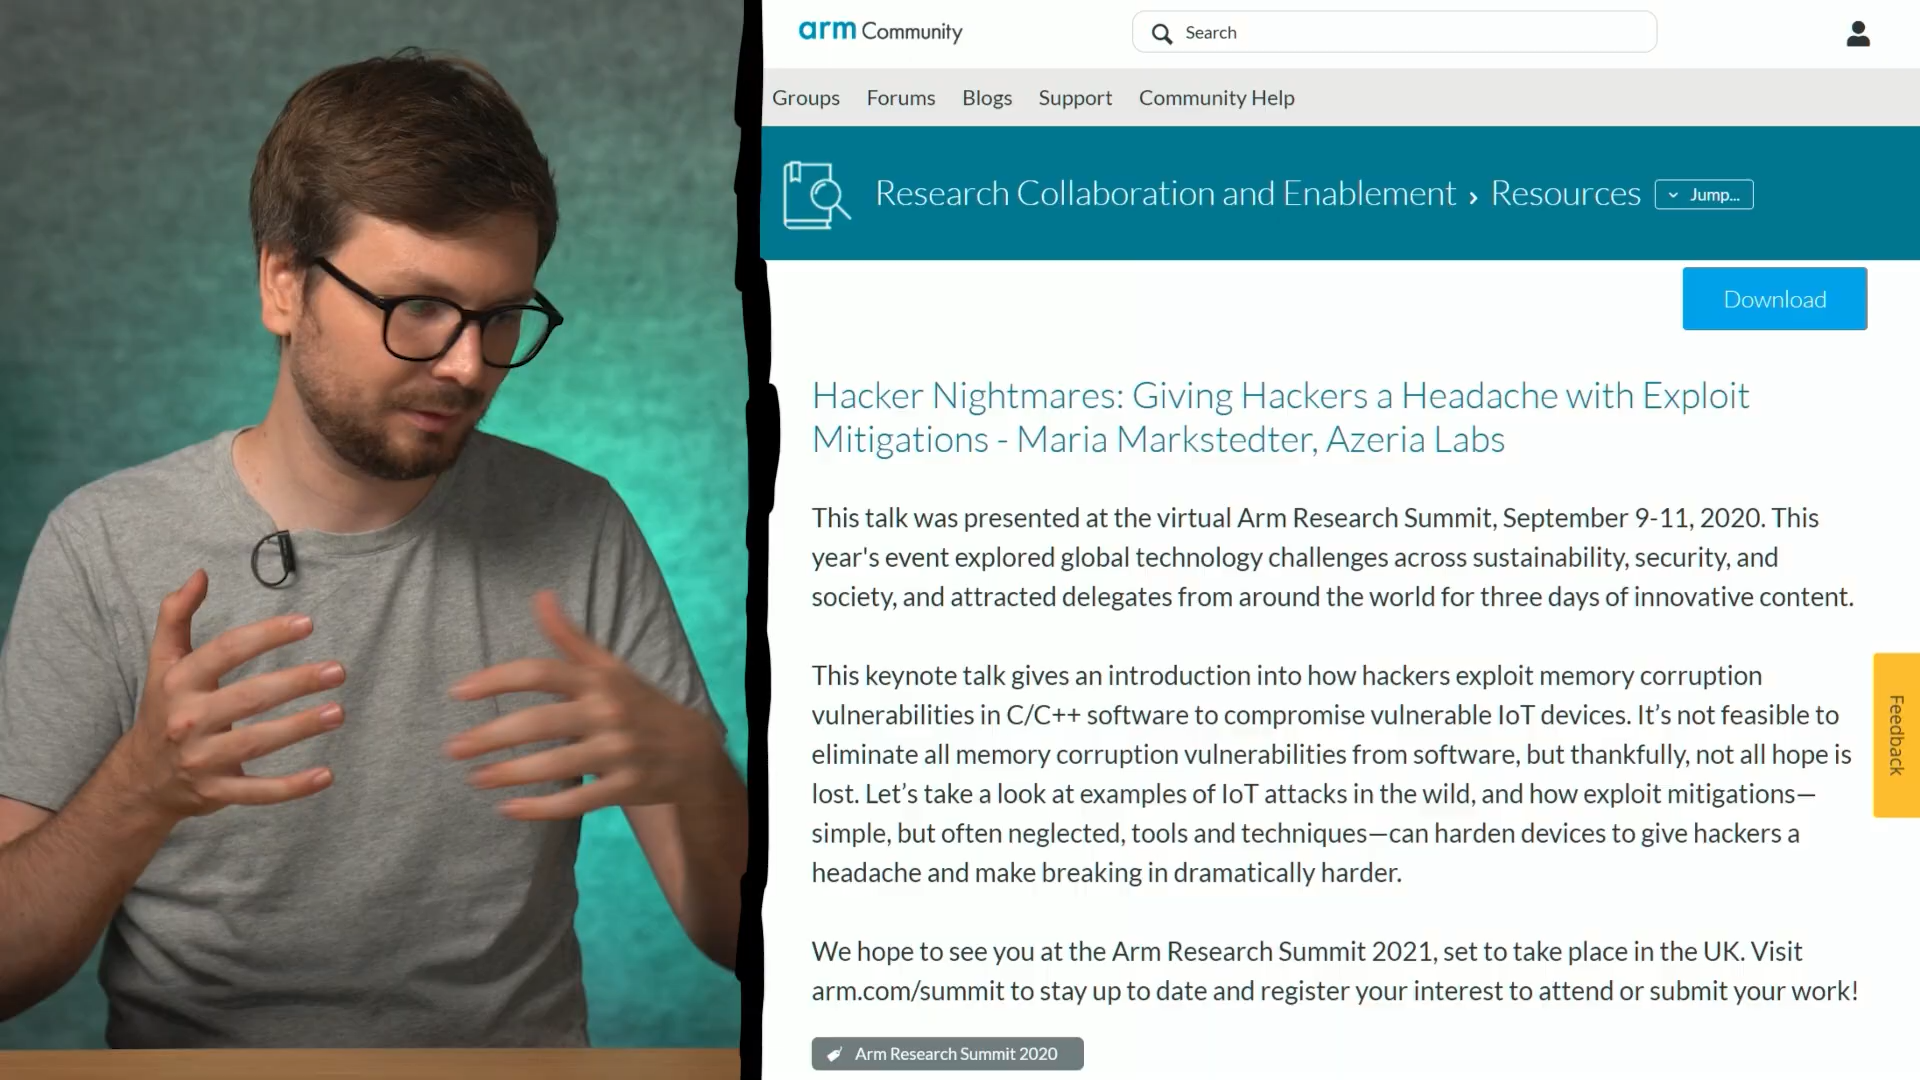 arm Community
Search
Groups Forums Blogs Support Community Help
Research Collaboration and Enablement › Resources Jump...
Download
Hacker Nightmares: Giving Hackers a Headache with Exploit
Mitigations - Maria Markstedter, Azeria Labs
This talk was presented at the virtual Arm Research Summit, September 9-11, 2020. This
year's event explored global technology challenges across sustainability, security, and
society, and attracted delegates from around the world for three days of innovative content.
This keynote talk gives an introduction into how hackers exploit memory corruption
vulnerabilities in C/C++ software to compromise vulnerable IoT devices. It’s not feasible to
eliminate all memory corruption vulnerabilities from software, but thankfully, not all hope is
lost. Let’s take a look at examples of IoT attacks in the wild, and how exploit mitigations—
simple, but often neglected, tools and techniques—can harden devices to give hackers a
headache and make breaking in dramatically harder.
Feedback
We hope to see you at the Arm Research Summit 2021, set to take place in the UK. Visit
arm.com/summit to stay up to date and register your interest to attend or submit your work!
Arm Research Summit 2020